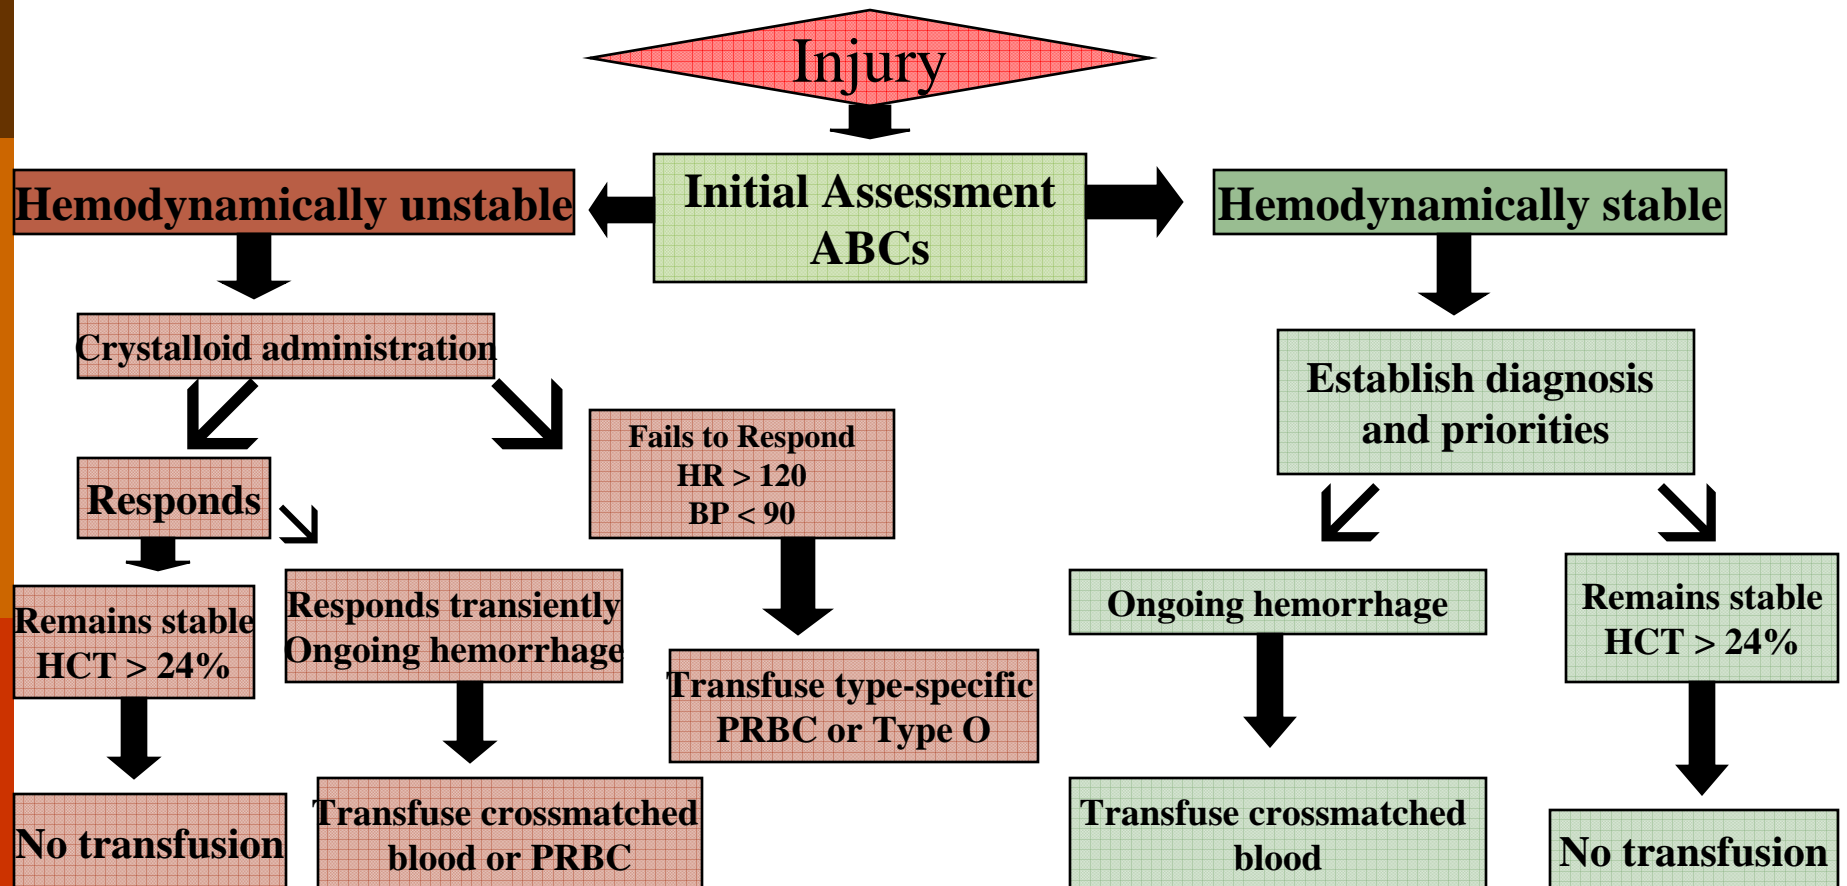 Injury
Initial Assessment
ABCs
Hemodynamically unstable
Hemodynamically stable
Crystalloid administration
Establish diagnosis
and priorities
Fails to Respond
HR > 120
BP < 90
Responds
Remains stable
HCT > 24%
Responds transiently
Ongoing hemorrhage
Transfuse type-specific
PRBC or Type O
Ongoing hemorrhage
Remains stable
HCT > 24%
No transfusion
Transfuse crossmatched
blood or PRBC
Transfuse crossmatched
blood
No transfusion